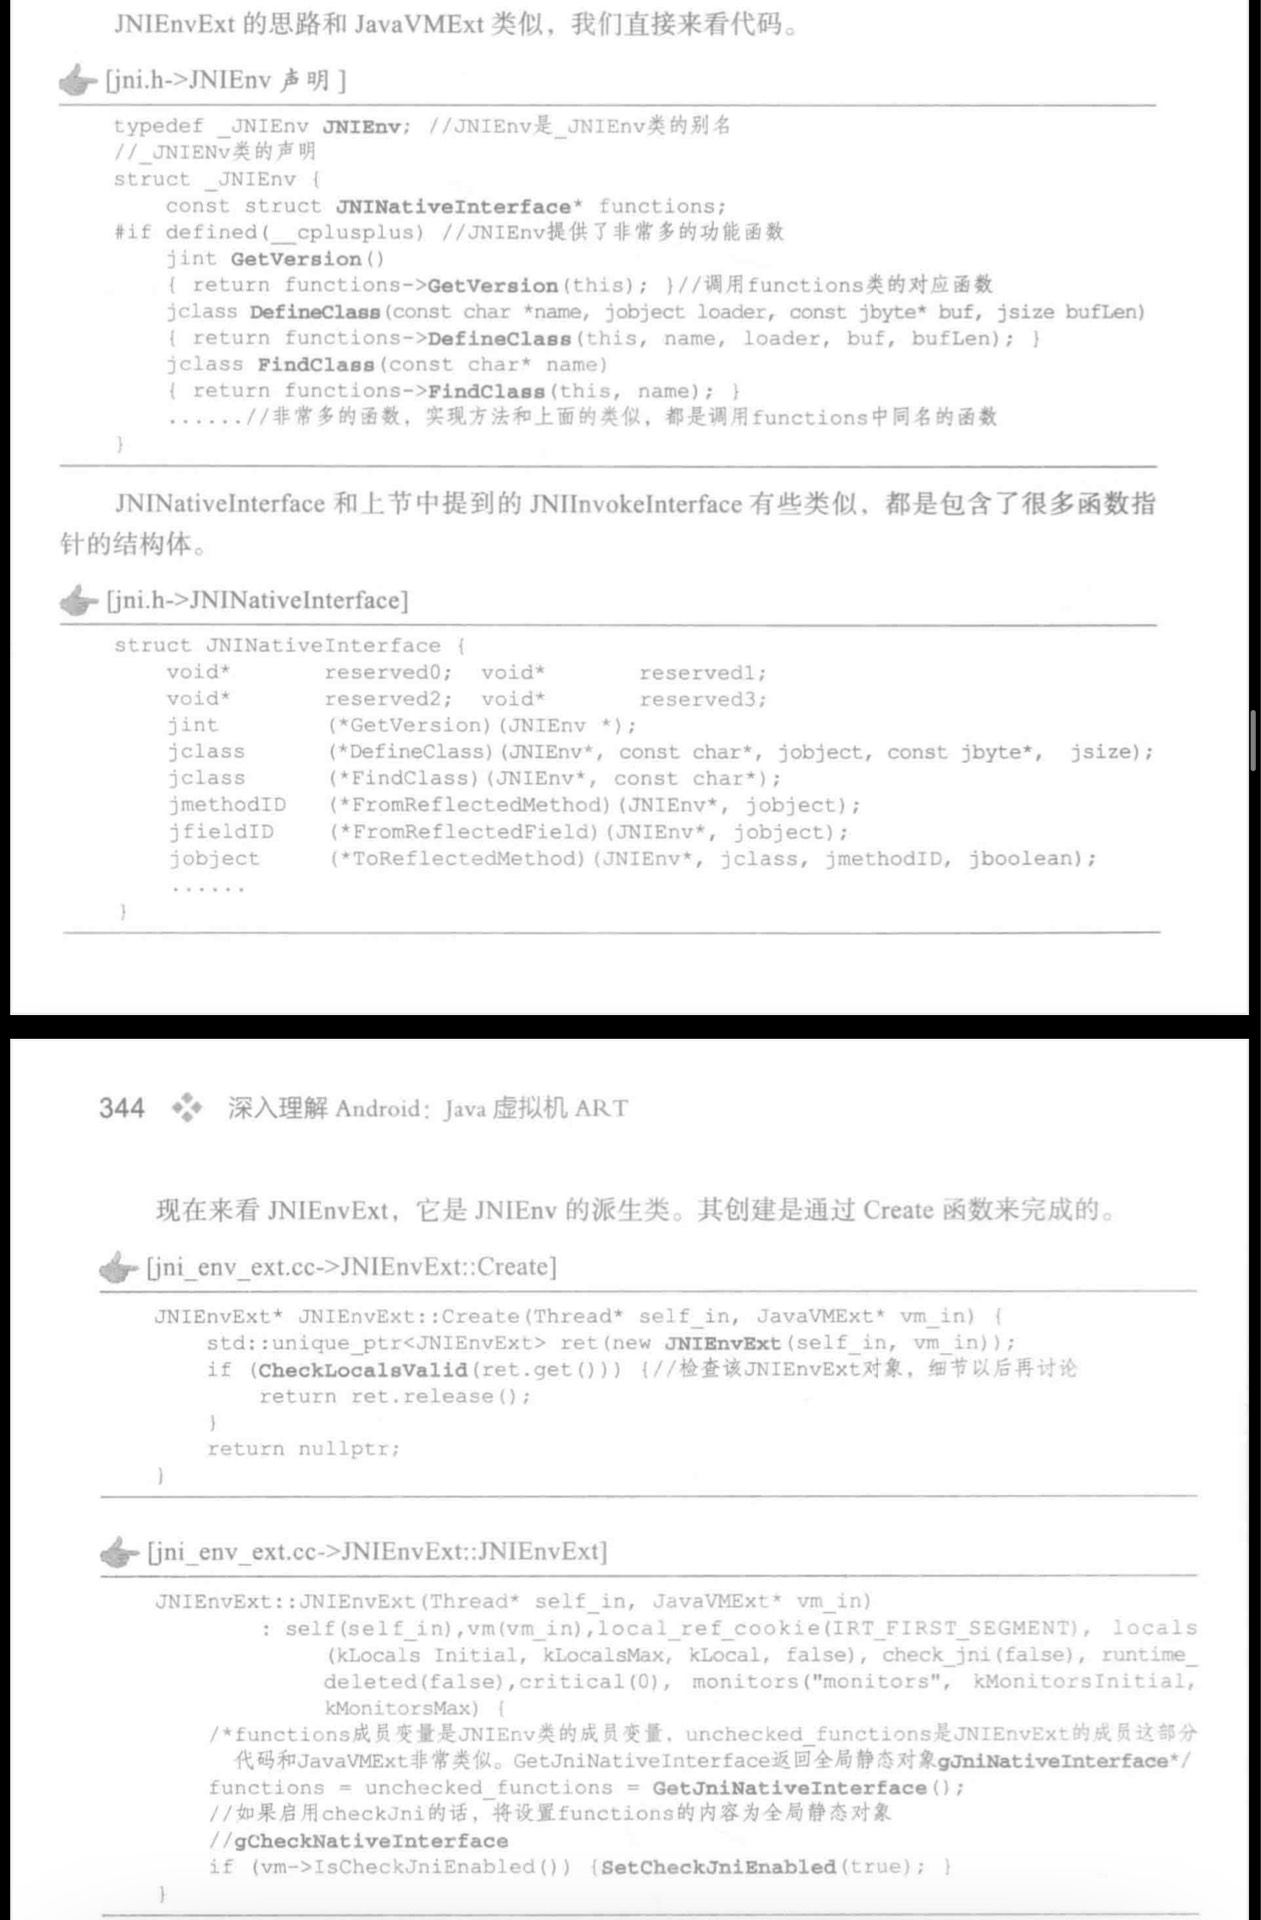 JNIEnvExt 的思路和 JavaVMExt 类似，我们直接来看代码。
[jni.h->JNIEnv 声明 ]
typedef _JNIEnv JNIEnv; //JNIEnv是_JNIEnv类的别名
//_JNIENv类的声明
struct _JNIEnv {
const struct JNINativeInterface* functions;
#if defined(__cplusplus) //JNIEnv提供了非常多的功能函数
jint GetVersion()
{ return functions->GetVersion(this); }//调用functions类的对应函数
jclass DefineClass(const char *name, jobject loader, const jbyte* buf, jsize bufLen)
{ return functions->DefineClass(this, name, loader, buf, bufLen); }
jclass FindClass(const char* name)
{ return functions->FindClass(this, name); }
......//非常多的函数，实现方法和上面的类似，都是调用functions中同名的函数
}
JNINativeInterface 和上节中提到的 JNIInvokeInterface 有些类似，都是包含了很多函数指
针的结构体。
[jni.h->JNINativeInterface]
struct JNINativeInterface {
void* reserved0; void* reserved1;
void* reserved2; void* reserved3;
jint (*GetVersion)(JNIEnv *);
jclass (*DefineClass)(JNIEnv*, const char*, jobject, const jbyte*, jsize);
jclass (*FindClass)(JNIEnv*, const char*);
jmethodID (*FromReflectedMethod)(JNIEnv*, jobject);
jfieldID (*FromReflectedField)(JNIEnv*, jobject);
jobject (*ToReflectedMethod)(JNIEnv*, jclass, jmethodID, jboolean);
......
}
344 深入理解 Android：Java 虚拟机 ART
现在来看 JNIEnvExt，它是 JNIEnv 的派生类。其创建是通过 Create 函数来完成的。
[jni_env_ext.cc->JNIEnvExt::Create]
JNIEnvExt* JNIEnvExt::Create(Thread* self_in, JavaVMExt* vm_in) {
std::unique_ptr<JNIEnvExt> ret(new JNIEnvExt(self_in, vm_in));
if (CheckLocalsValid(ret.get())) {//检查该JNIEnvExt对象，细节以后再讨论
return ret.release();
}
return nullptr;
}
[jni_env_ext.cc->JNIEnvExt::JNIEnvExt]
JNIEnvExt::JNIEnvExt(Thread* self_in, JavaVMExt* vm_in)
: self(self_in),vm(vm_in),local_ref_cookie(IRT_FIRST_SEGMENT), locals
(kLocals Initial, kLocalsMax, kLocal, false), check_jni(false), runtime_
deleted(false),critical(0), monitors("monitors", kMonitorsInitial,
kMonitorsMax) {
/*functions成员变量是JNIEnv类的成员变量，unchecked_functions是JNIEnvExt的成员这部分
代码和JavaVMExt非常类似。GetJniNativeInterface返回全局静态对象gJniNativeInterface*/
functions = unchecked_functions = GetJniNativeInterface();
//如果启用checkJni的话，将设置functions的内容为全局静态对象
//gCheckNativeInterface
if (vm->IsCheckJniEnabled()) {SetCheckJniEnabled(true); }
}